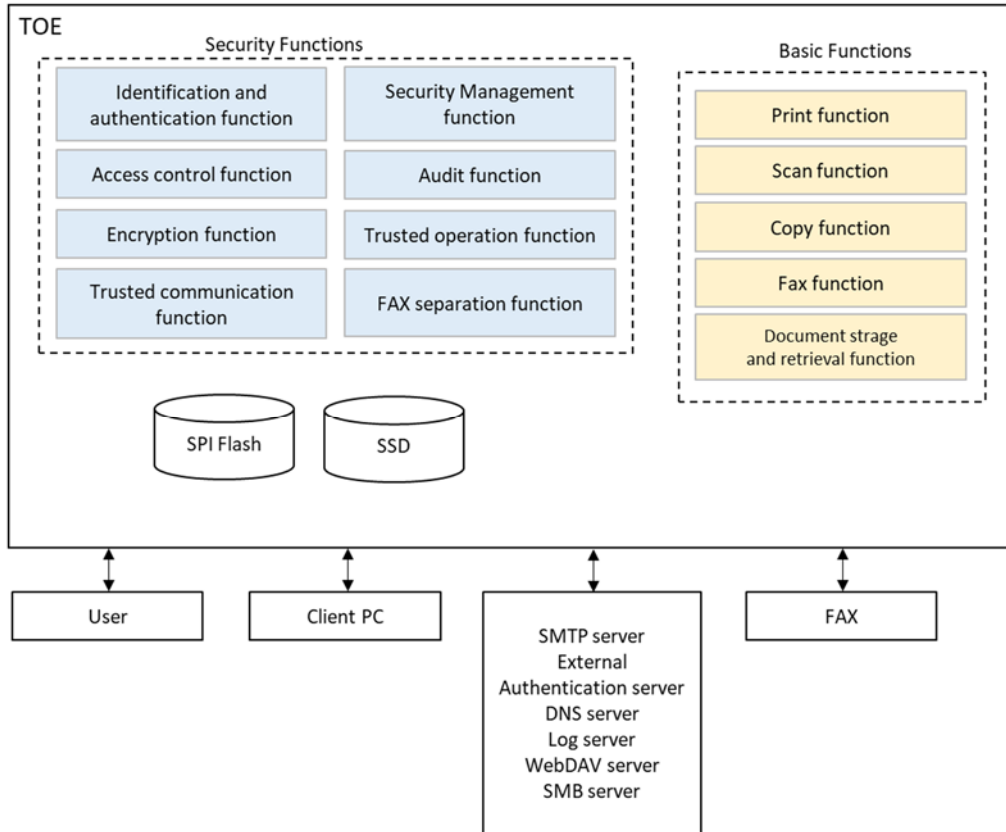 TOE
Security Functions
Identification and
authentication function
Security Management
function
Access control function
Audit function
Encryption function
Trusted operation function
Trusted communication
function
FAX separation function
Basic Functions
Print function
Scan function
Copy function
Fax function
Document strage
and retrieval function
SPI Flash
SSD
User
Client PC
SMTP server
External
Authentication server
DNS server
Log server
WebDAV server
SMB server
FAX